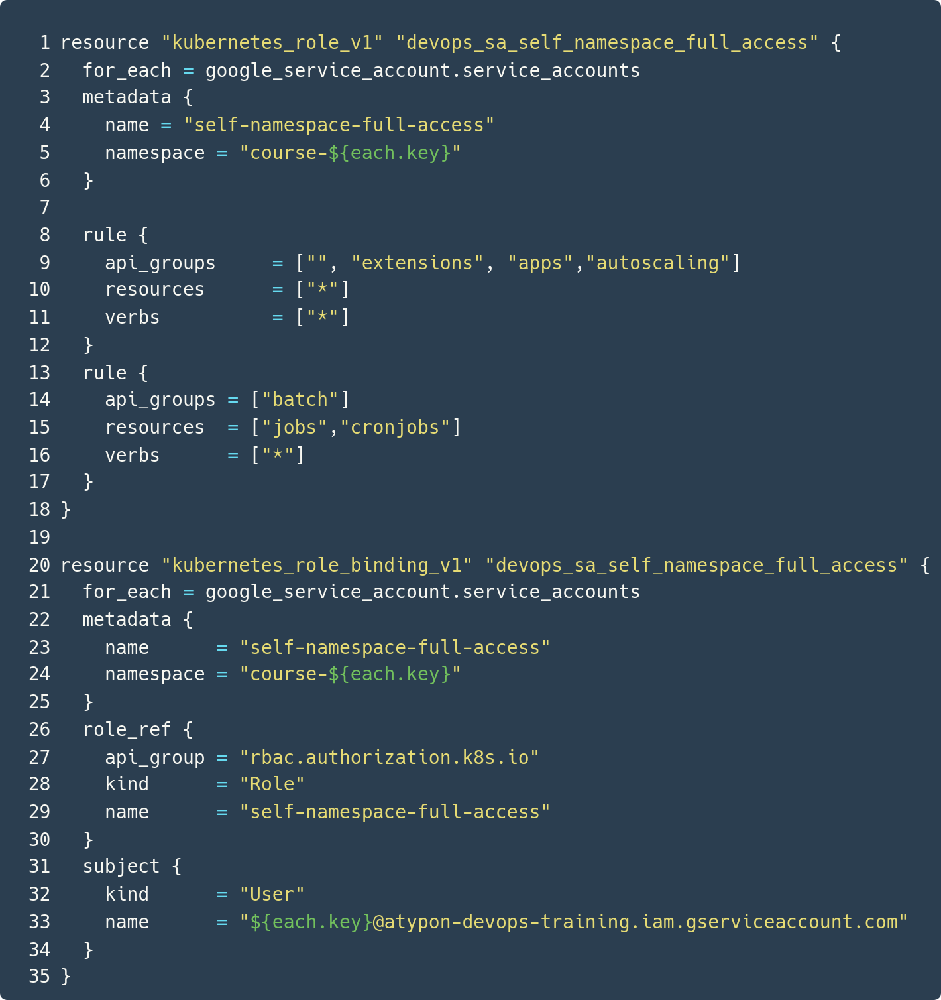 1 resource "kubernetes_role_v1" "devops_sa_self_namespace_full_access" {
2   for_each = google_service_account.service_accounts
3   metadata {
4     name = "self-namespace-full-access"
5     namespace = "course-${each.key}"
6   }
7
8   rule {
9     api_groups     = ["", "extensions", "apps","autoscaling"]
10     resources      = ["*"]
11     verbs          = ["*"]
12   }
13   rule {
14     api_groups = ["batch"]
15     resources  = ["jobs","cronjobs"]
16     verbs      = ["*"]
17   }
18 }
19
20 resource "kubernetes_role_binding_v1" "devops_sa_self_namespace_full_access" {
21   for_each = google_service_account.service_accounts
22   metadata {
23     name      = "self-namespace-full-access"
24     namespace = "course-${each.key}"
25   }
26   role_ref {
27     api_group = "rbac.authorization.k8s.io"
28     kind      = "Role"
29     name      = "self-namespace-full-access"
30   }
31   subject {
32     kind      = "User"
33     name      = "${each.key}@atypon-devops-training.iam.gserviceaccount.com"
34   }
35 }